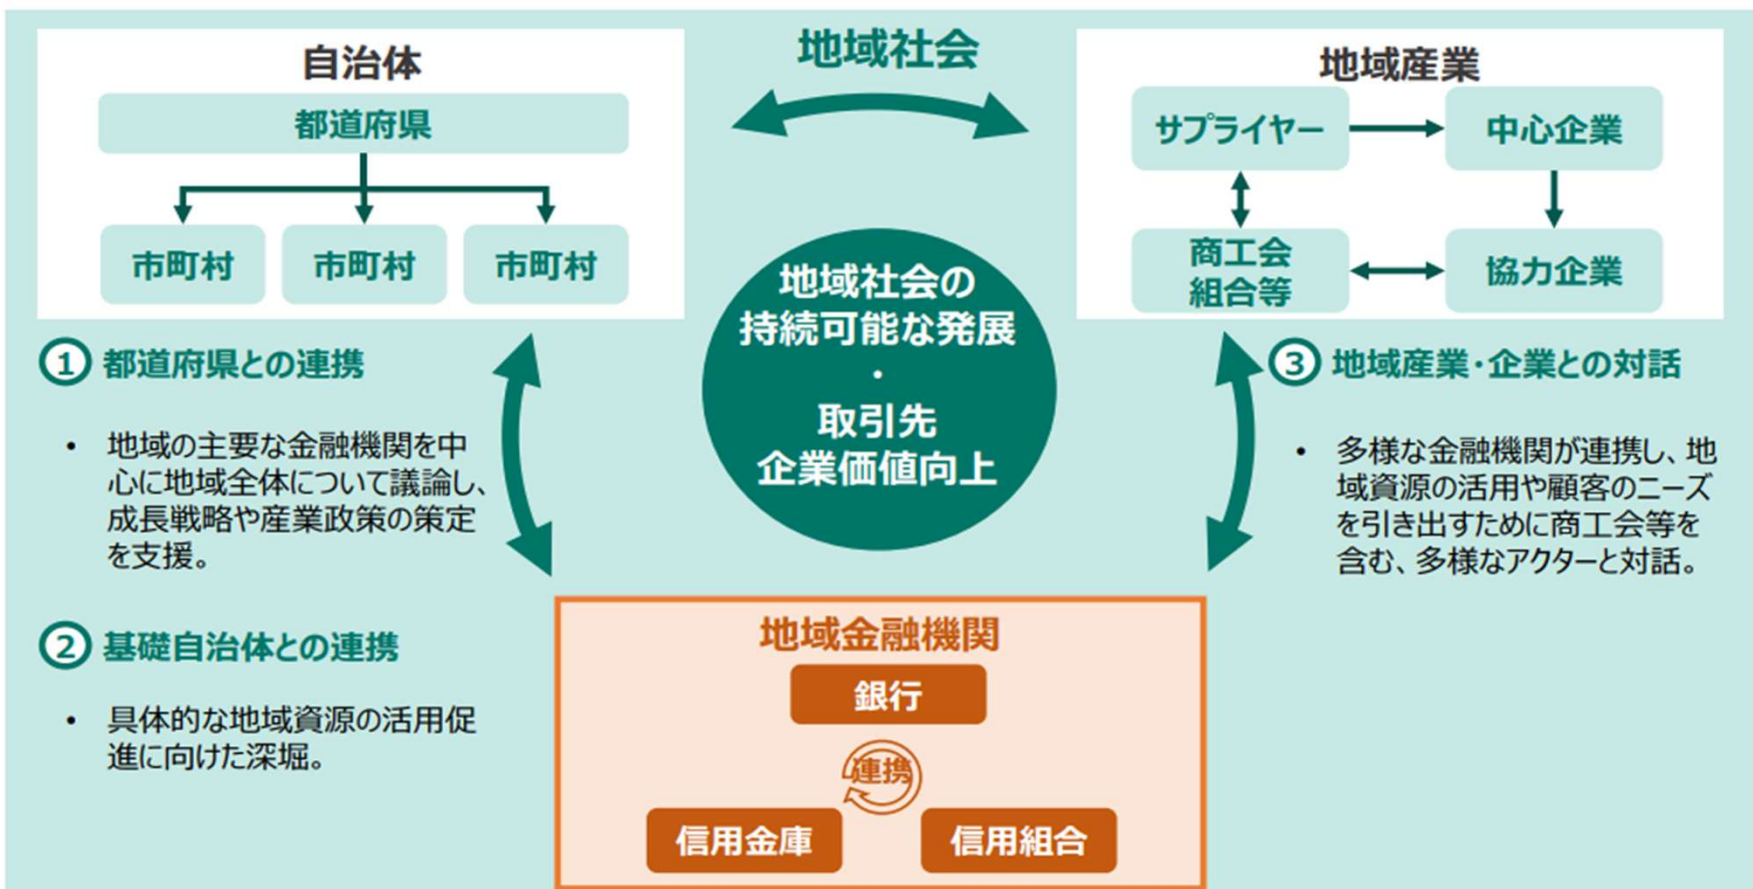 地域社会
自治体
都道府県
市町村
市町村
市町村
地域産業
サプライヤー
中心企業
商工会
組合等
協力企業
地域社会の
持続可能な発展
・
取引先
企業価値向上
① 都道府県との連携
• 地域の主要な金融機関を中
心に地域全体について議論し、
成長戦略や産業政策の策定
を支援。
② 基礎自治体との連携
• 具体的な地域資源の活用促
進に向けた深堀。
③ 地域産業・企業との対話
• 多様な金融機関が連携し、地
域資源の活用や顧客のニーズ
を引き出すために商工会等を
含む、多様なアクターと対話。
地域金融機関
銀行
連携
信用金庫
信用組合